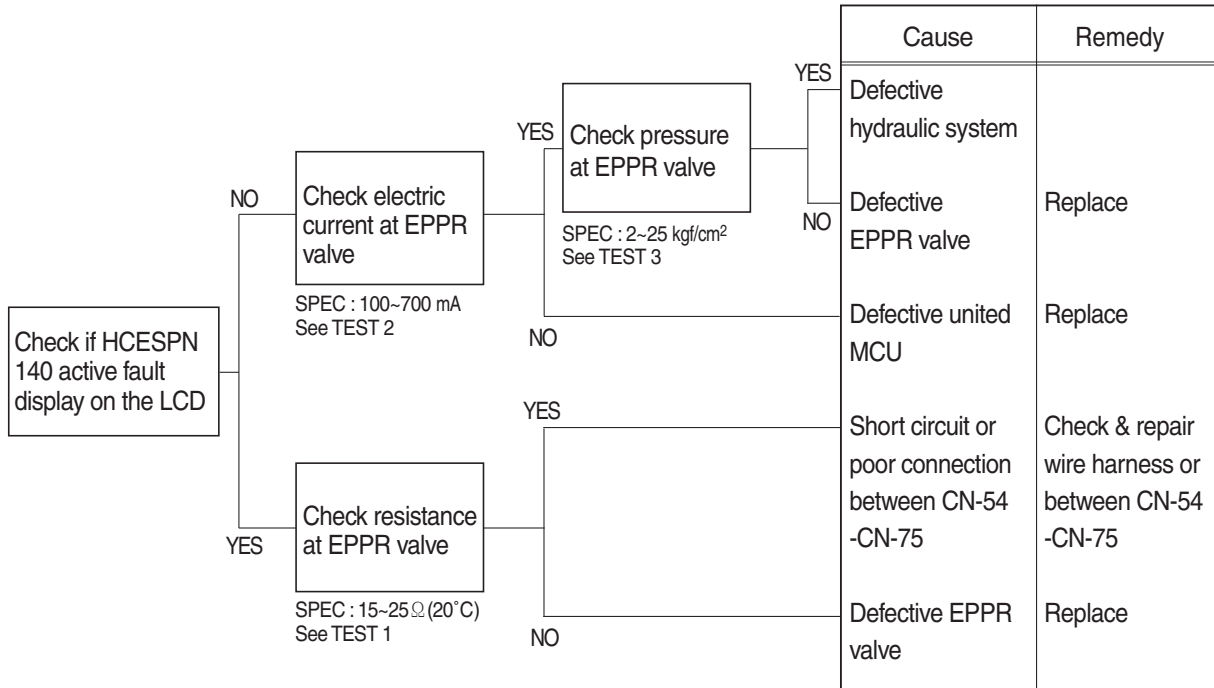 Cause
Remedy
YES
Defective
hydraulic system
YES
Check pressure
at EPPR valve
NO
Check electric
current at EPPR
valve
NO
Defective
EPPR valve
Replace
SPEC : 2~25 kgf/cm²
See TEST 3
SPEC : 100~700 mA
See TEST 2
NO
Defective united
MCU
Replace
Check if HCESPN
140 active fault
display on the LCD
YES
Short circuit or
poor connection
between CN-54
-CN-75
Check & repair
wire harness or
between CN-54
-CN-75
YES
Check resistance
at EPPR valve
SPEC : 15~25Ω(20˚C)
See TEST 1
NO
Defective EPPR
valve
Replace